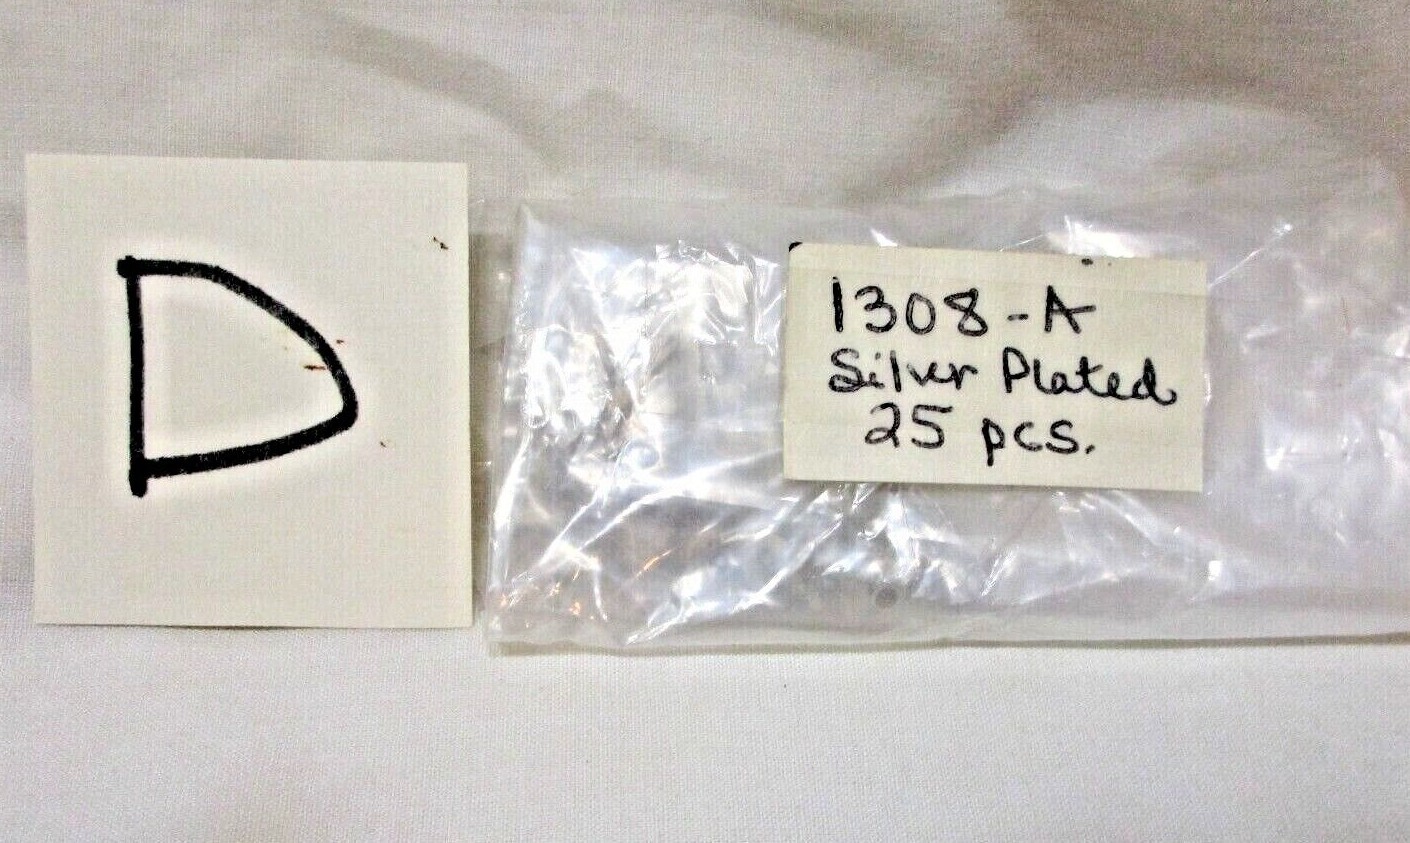 D
1308-A
Silver Plated
25 pcs.